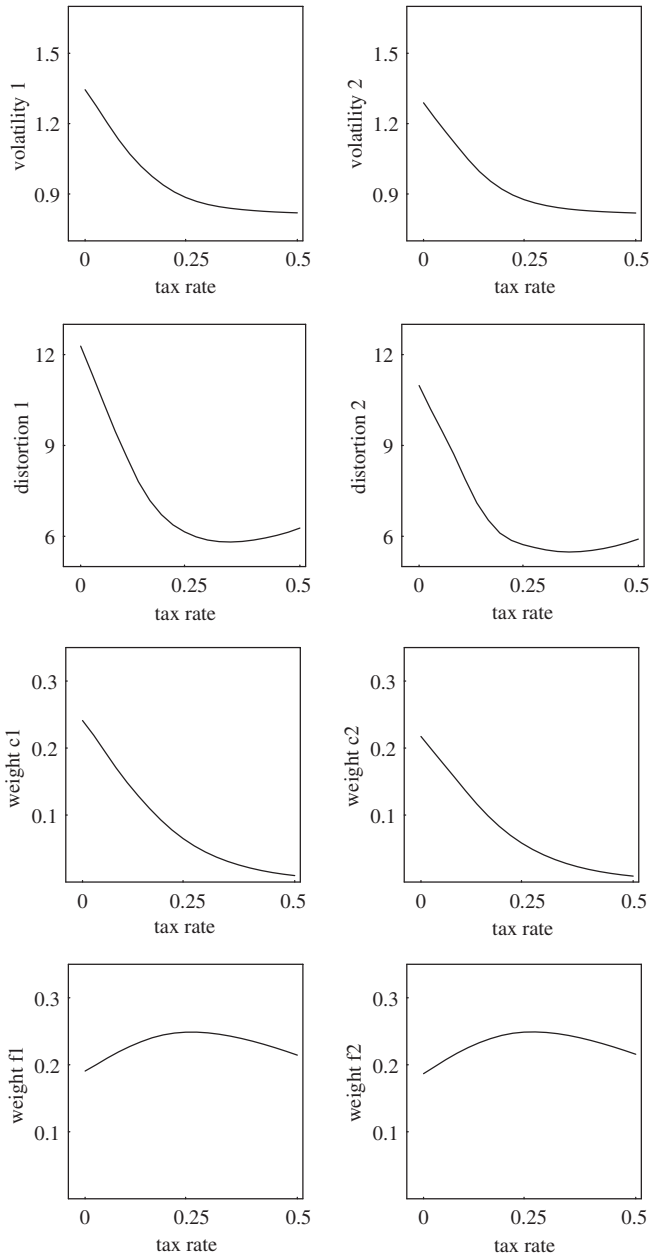 volatility 1
1.5
1.2
0.9
0 0.25 0.5
tax rate
volatility 2
1.5
1.2
0.9
0 0.25 0.5
tax rate
distortion 1
12
9
6
0 0.25 0.5
tax rate
distortion 2
12
9
6
0 0.25 0.5
tax rate
weight c1
0.3
0.2
0.1
0 0.25 0.5
tax rate
weight c2
0.3
0.2
0.1
0 0.25 0.5
tax rate
weight f1
0.3
0.2
0.1
0 0.25 0.5
tax rate
weight f2
0.3
0.2
0.1
0 0.25 0.5
tax rate